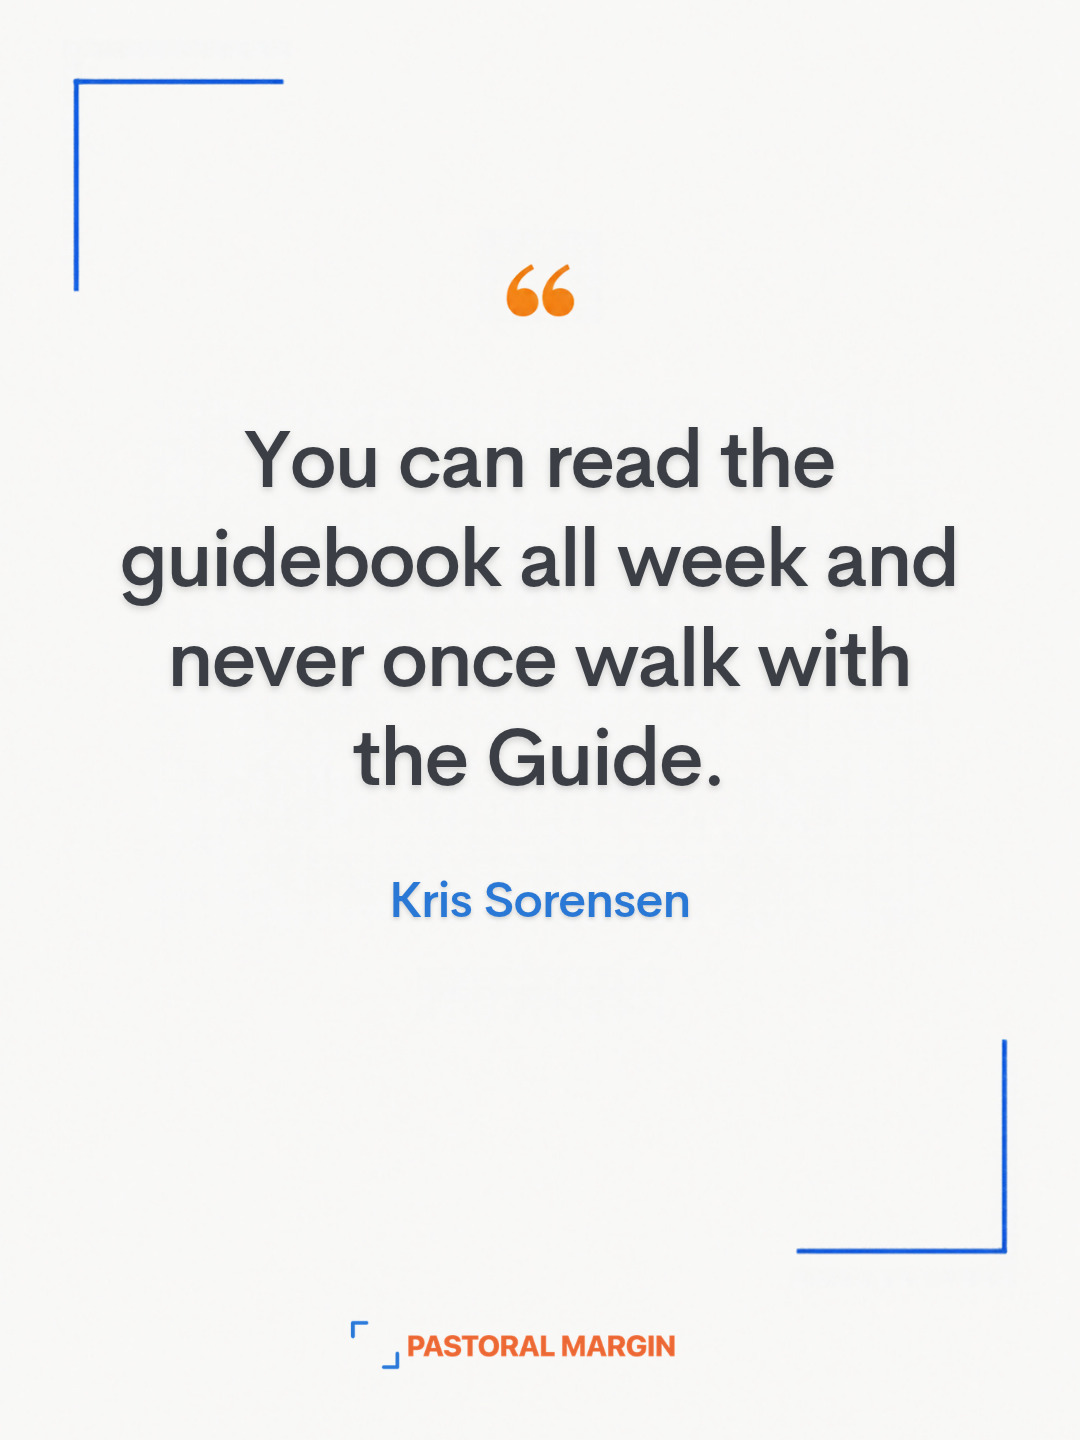 “
You can read the
guidebook all week and
never once walk with
the Guide.
Kris Sorensen
PASTORAL MARGIN